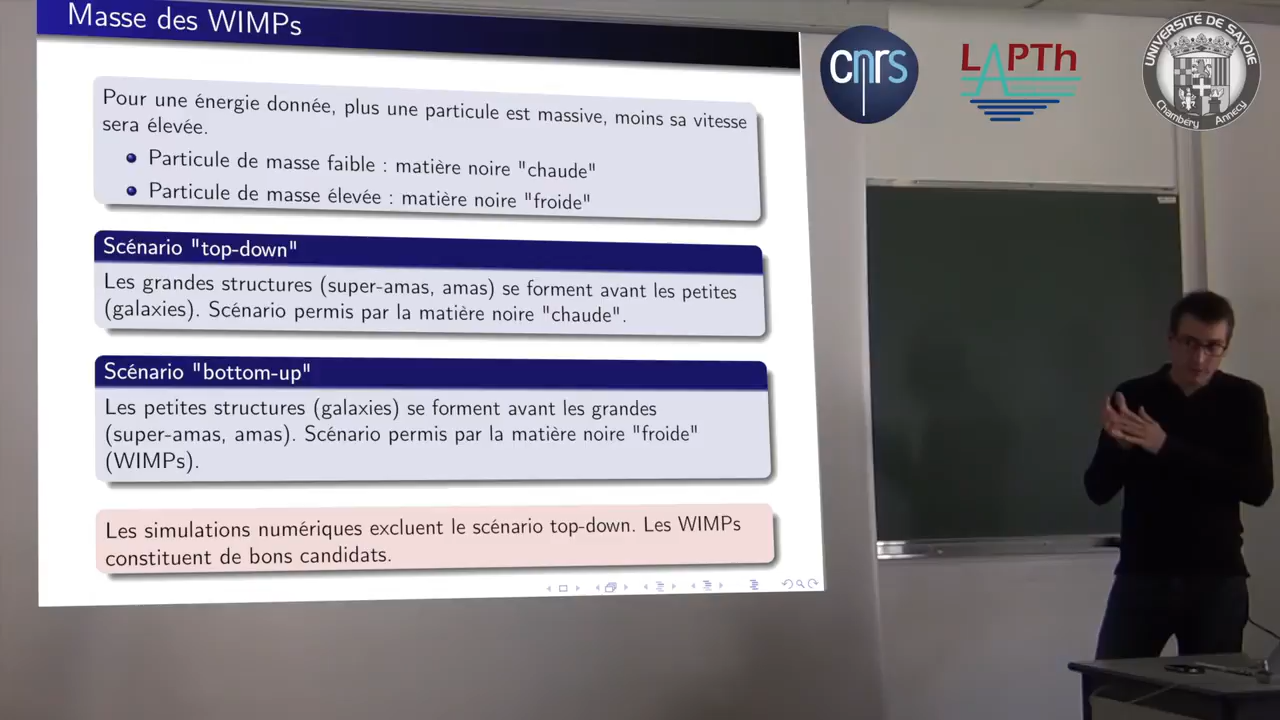 Masse des WIMPs
Pour une énergie donnée, plus une particule est massive, moins sa vitesse
sera élevée.
Particule de masse faible : matière noire "chaude"
Particule de masse élevée : matière noire "froide"
Scénario "top-down"
Les grandes structures (super-amas, amas) se forment avant les petites
(galaxies). Scénario permis par la matière noire "chaude".
Scénario "bottom-up"
Les petites structures (galaxies) se forment avant les grandes
(super-amas, amas). Scénario permis par la matière noire "froide"
(WIMPs).
Les simulations numériques excluent le scénario top-down. Les WIMPs
constituent de bons candidats.
cnrs
LAPTh
UNIVERSITÉ DE SAVOIE
Chambéry Annecy